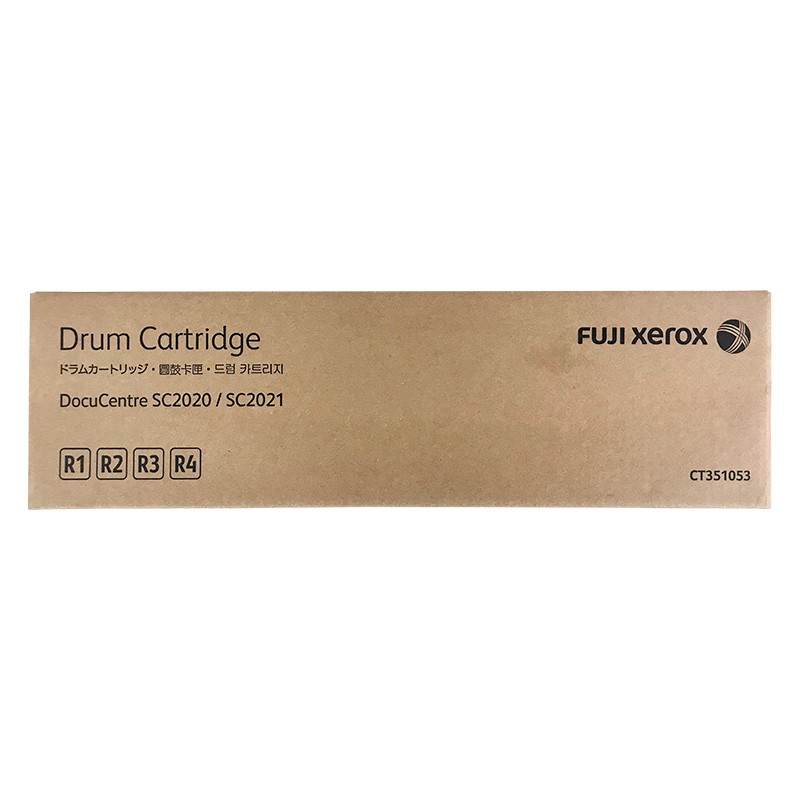 Drum Cartridge
FUJI xerox
ドラムカートリッジ・圓鼓卡匣・드럼 카트리지
DocuCentre SC2020 / SC2021
R1 R2 R3 R4
CT351053